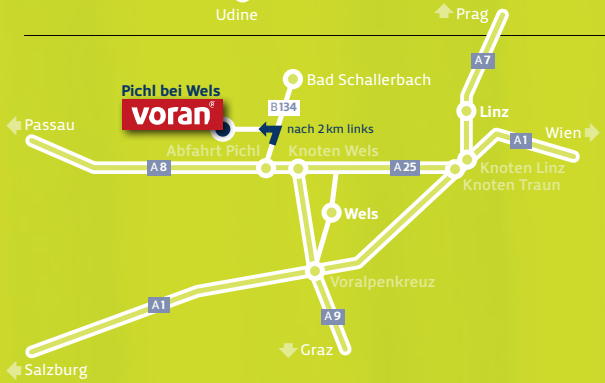 Udine
Prag
A7
Bad Schallerbach
Pichl bei Wels
voran®
B134
Linz
Passau
nach 2 km links
A1
Wien
Abfahrt Pichl
Knoten Wels
A8
A25
Knoten Linz
Knoten Traun
Wels
Voralpenkreuz
A1
A9
Graz
Salzburg